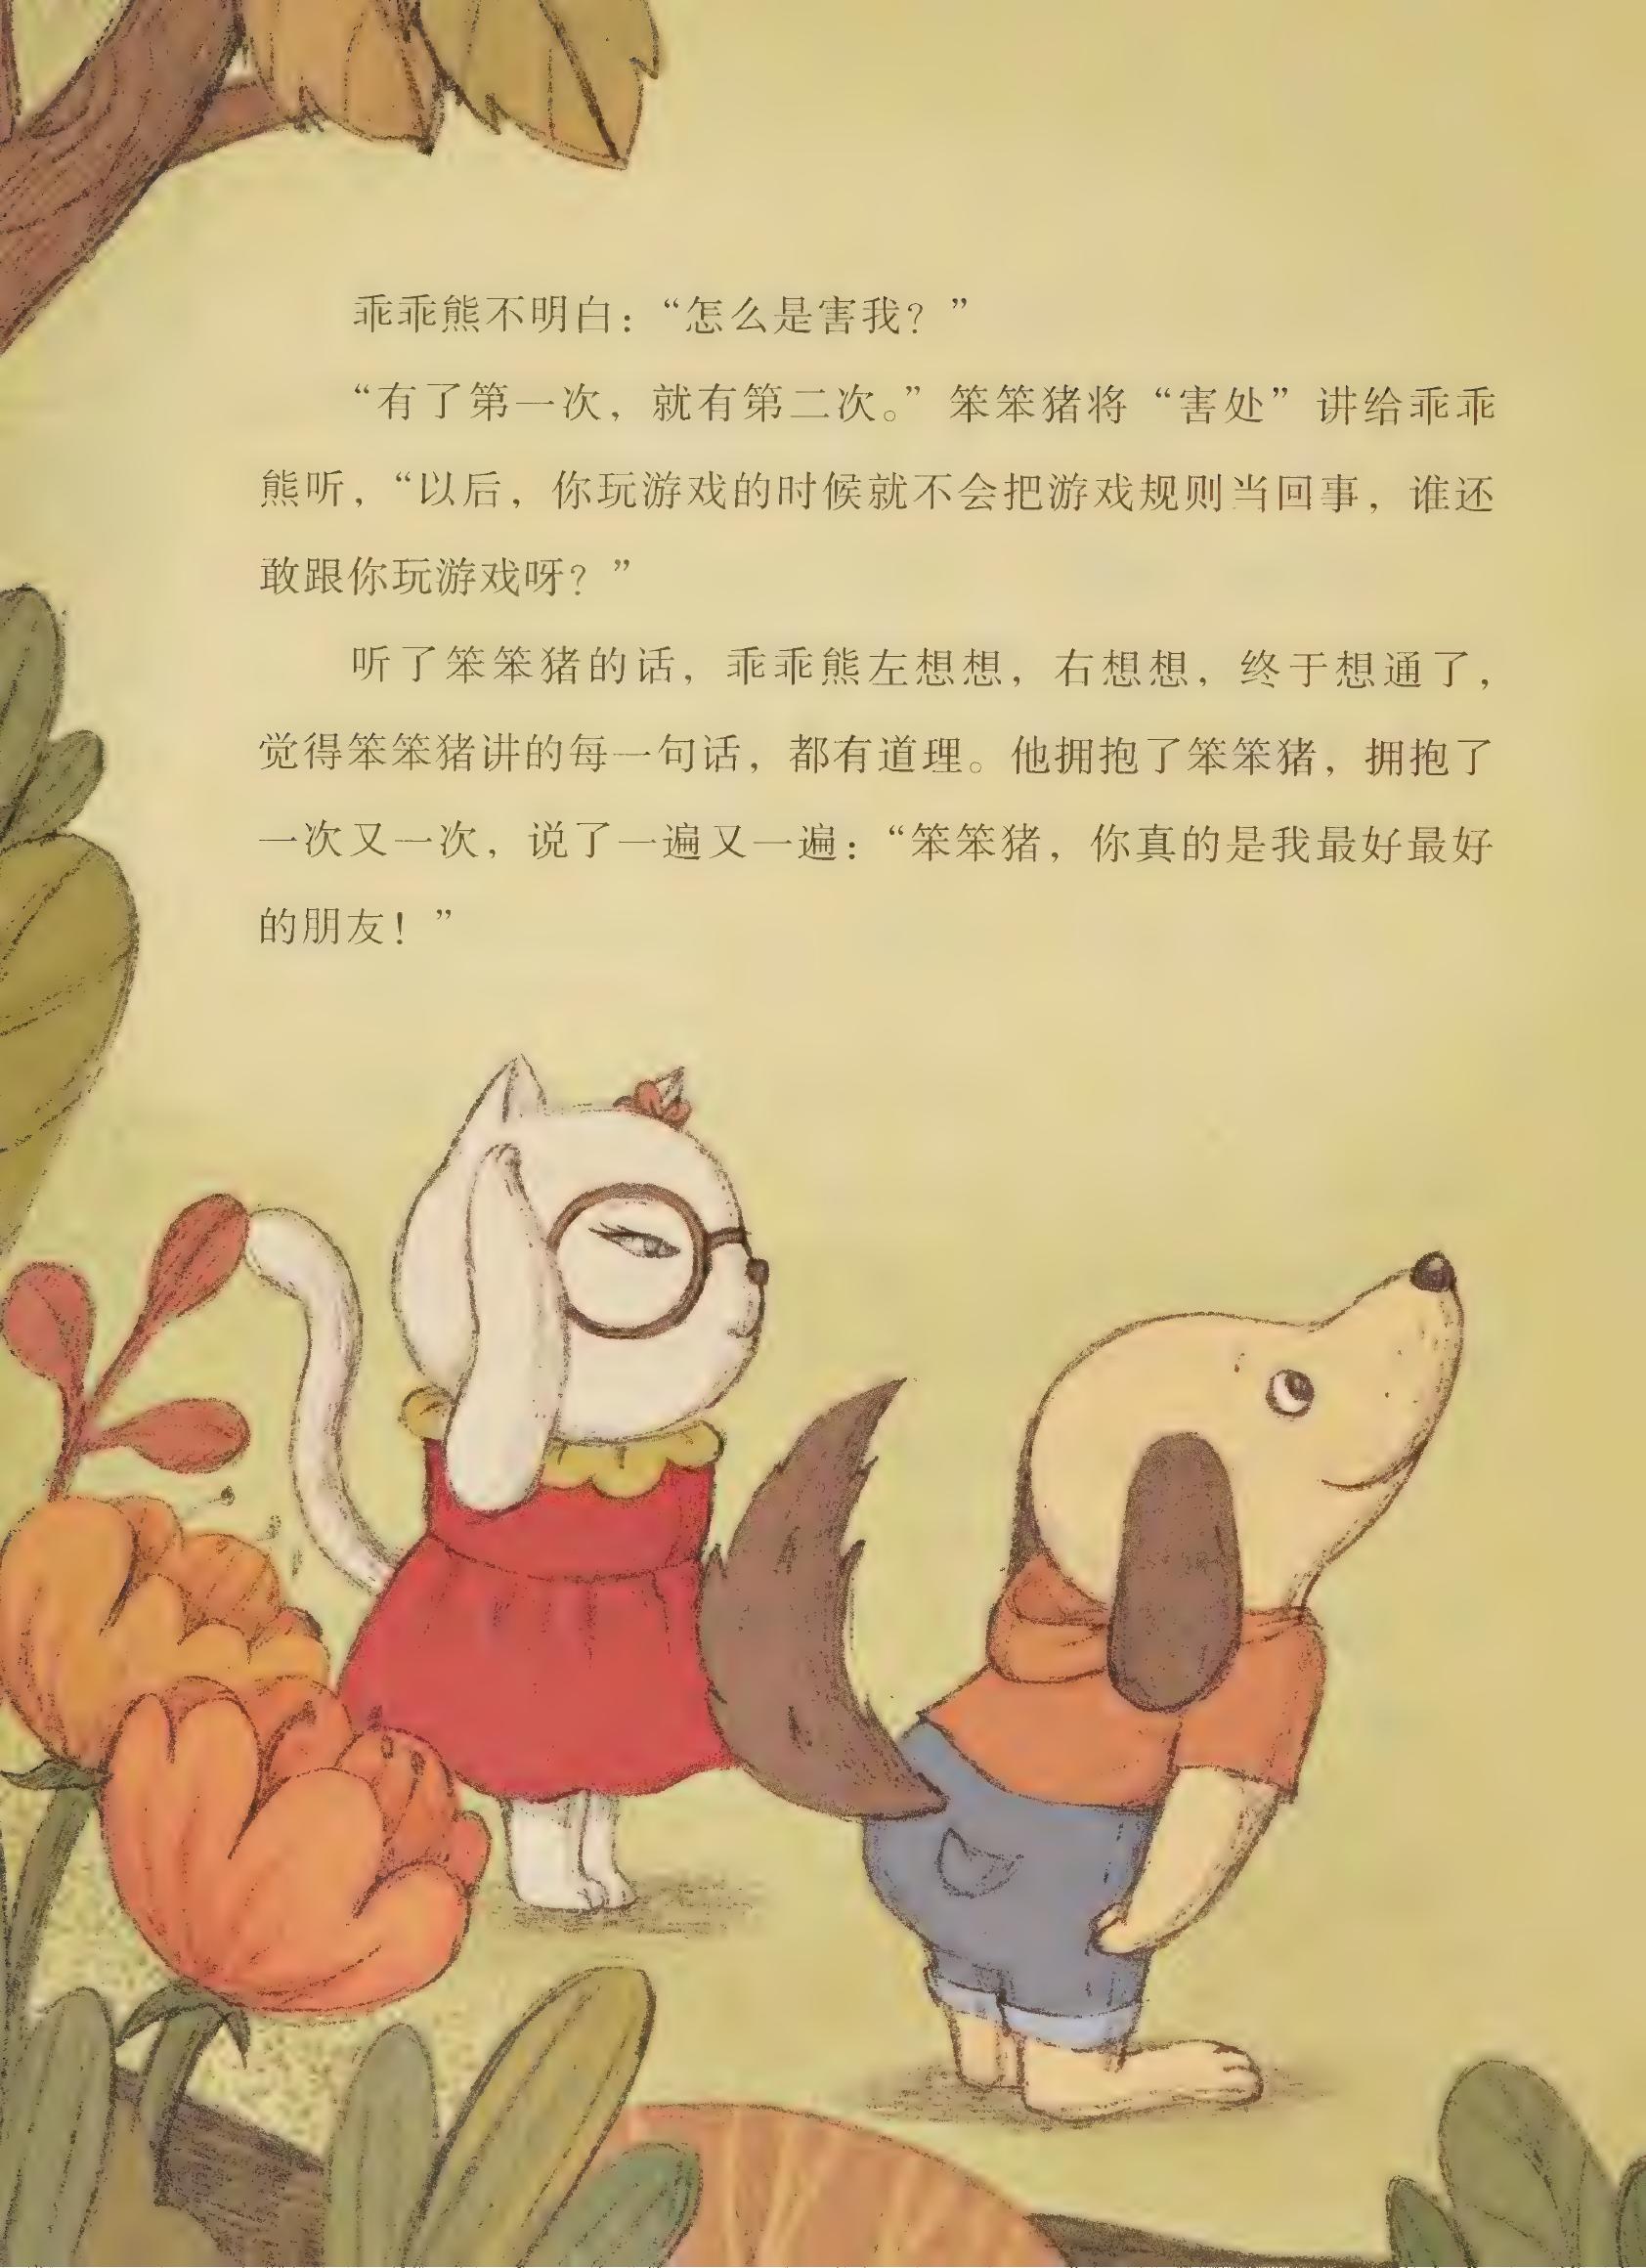 乖乖熊不明白：“怎么是害我？”
“有了第一次，就有第二次。”笨笨猪将“害处”讲给乖乖
熊听，“以后，你玩游戏的时候就不会把游戏规则当回事，谁还
敢跟你玩游戏呀？”
听了笨笨猪的话，乖乖熊左想想，右想想，终于想通了，
觉得笨笨猪讲的每一句话，都有道理。他拥抱了笨笨猪，拥抱了
一次又一次，说了一遍又一遍：“笨笨猪，你真的是我最好最好
的朋友！”